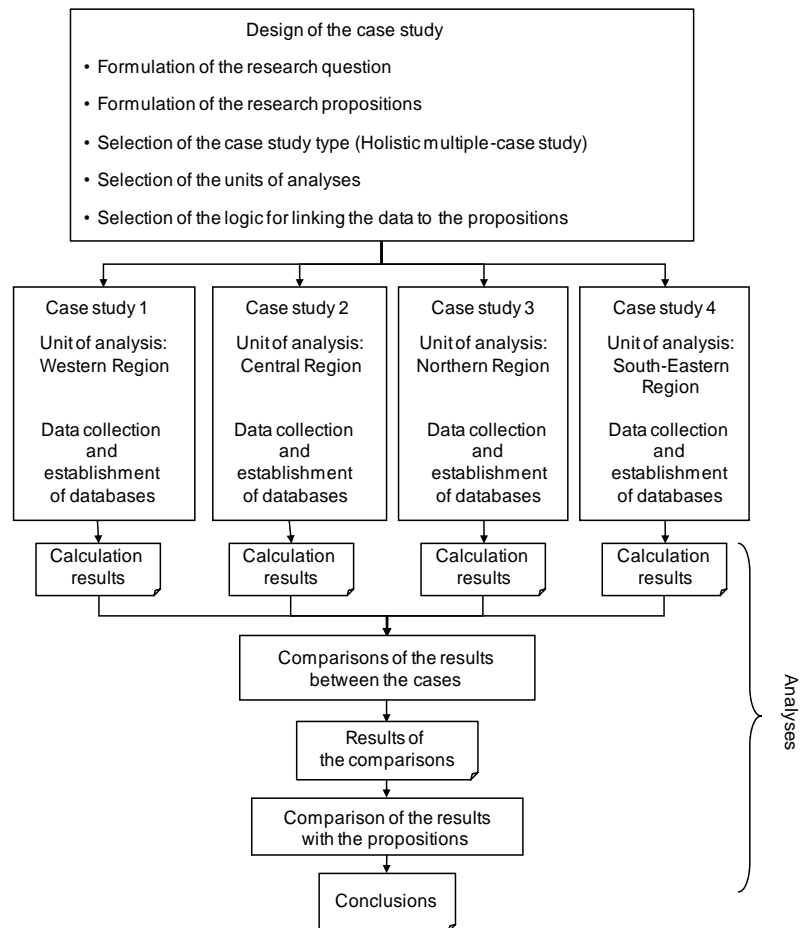 Design of the case study
• Formulation of the research question
• Formulation of the research propositions
• Selection of the case study type (Holistic multiple-case study)
• Selection of the units of analyses
• Selection of the logic for linking the data to the propositions
Case study 1
Unit of analysis:
Western Region
Data collection
and
establishment
of databases
Case study 2
Unit of analysis:
Central Region
Data collection
and
establishment
of databases
Case study 3
Unit of analysis:
Northern Region
Data collection
and
establishment
of databases
Case study 4
Unit of analysis:
South-Eastern
Region
Data collection
and
establishment
of databases
Calculation
results
Calculation
results
Calculation
results
Calculation
results
Comparisons of the results
between the cases
Results of
the comparisons
Comparison of the results
with the propositions
Conclusions
Analyses